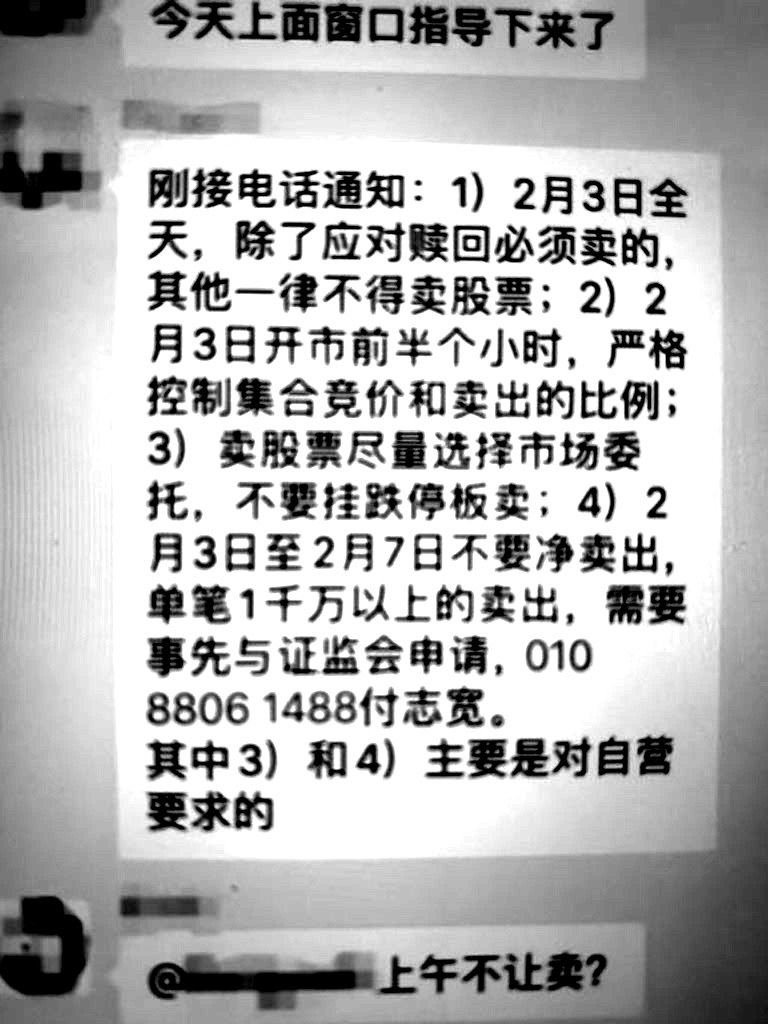 今天上面窗口指导下来了
刚接电话通知：1）2月3日全
天，除了应对赎回必须卖的，
其他一律不得卖股票；2）2
月3日开市前半个小时，严格
控制集合竞价和卖出的比例；
3）卖股票尽量选择市场委
托，不要挂跌停板卖；4）2
月3日至2月7日不要净卖出，
单笔1千万以上的卖出，需要
事先与证监会申请，010
8806 1488付志宽。
其中3）和4）主要是对自营
要求的
@
上午不让卖？